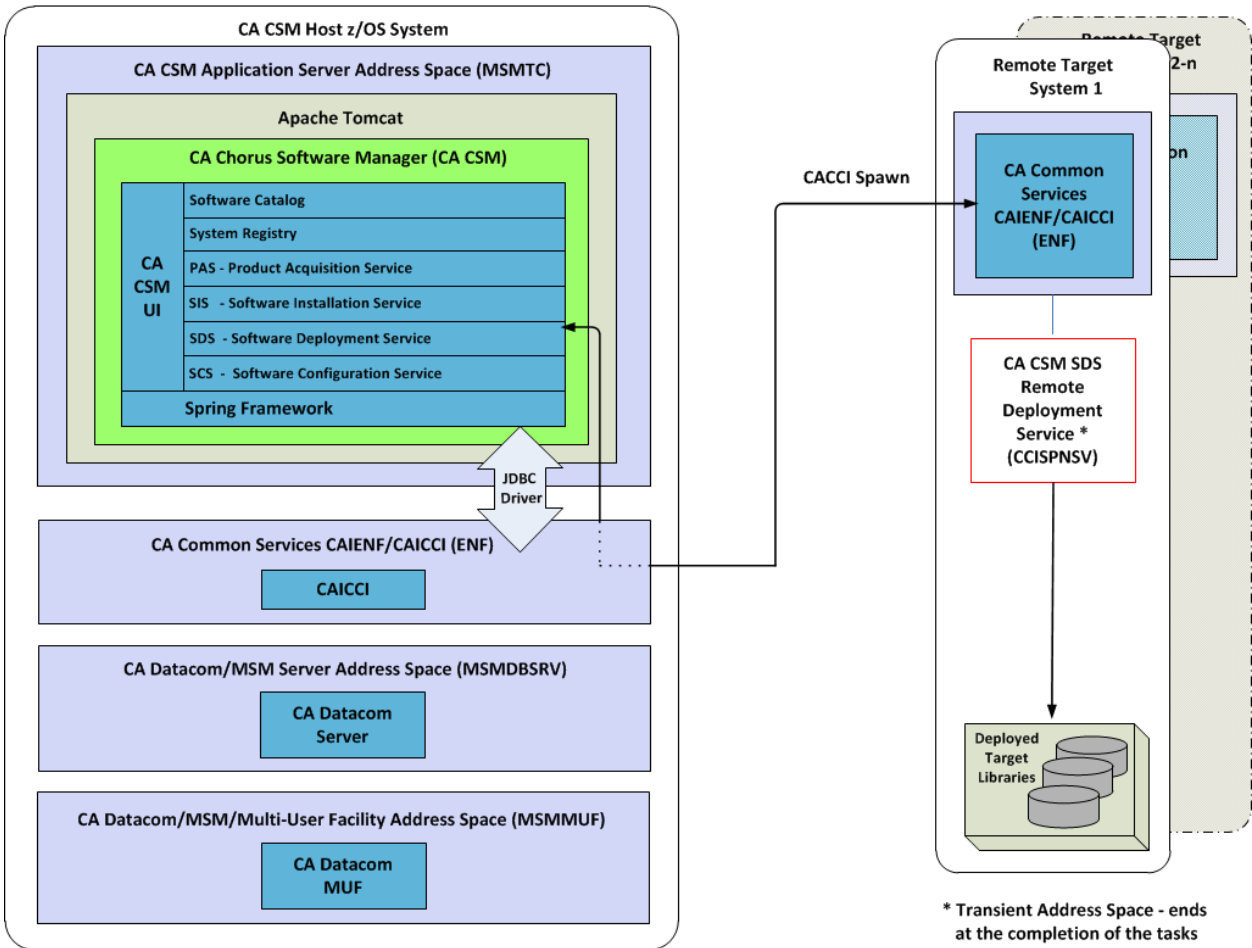 CA CSM Host z/OS System
CA CSM Application Server Address Space (MSMTC)
Apache Tomcat
CA Chorus Software Manager (CA CSM)
CA
CSM
UI
Software Catalog
System Registry
PAS - Product Acquisition Service
SIS - Software Installation Service
SDS - Software Deployment Service
SCS - Software Configuration Service
Spring Framework
JDBC
Driver
CA Common Services CAIENF/CAICCI (ENF)
CAICCI
CA Datacom/MSM Server Address Space (MSMDBSRV)
CA Datacom
Server
CA Datacom/MSM/Multi-User Facility Address Space (MSMMUF)
CA Datacom
MUF
CACCI Spawn
Remote Target
2-n
on
Remote Target
System 1
CA Common
Services
CAIENF/CAICCI
(ENF)
CA CSM SDS
Remote
Deployment
Service *
(CCISPNSV)
Deployed
Target
Libraries
* Transient Address Space - ends
at the completion of the tasks